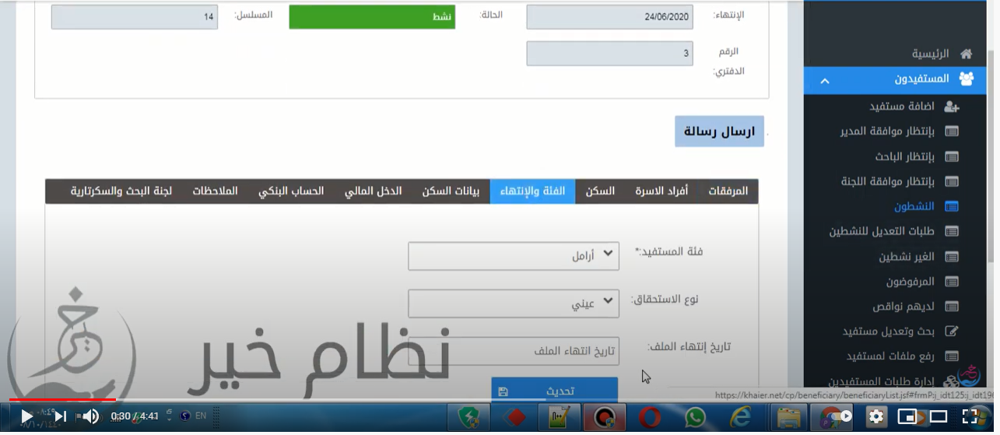 الإنتهاء: 24/06/2020 الحالة: نشط المسلسل: 14
الرقم الدفتري: 3
ارسال رسالة
المرفقات أفراد الاسرة السكن الفئة والإنتهاء بيانات السكن الدخل المالي الحساب البنكي الملاحظات لجنة البحث والسكرتارية
فئة المستفيد:* أرامل
نوع الاستحقاق: عيني
تاريخ إنتهاء الملف: تاريخ انتهاء الملف
تحديث
الرئيسية
المستفيدون
اضافة مستفيد
بإنتظار موافقة المدير
بإنتظار الباحث
بإنتظار موافقة اللجنة
النشطون
طلبات التعديل للنشطين
الغير نشطين
المرفوضون
لديهم نواقص
بحث وتعديل مستفيد
رفع ملفات لمستفيد
إدارة طلبات المستفيدين
خير
نظام خير
https://khaier.net/cp/beneficiary/beneficiaryList.jsf#frmP:j_idt125:j_idt196
0:30 / 4:41
EN